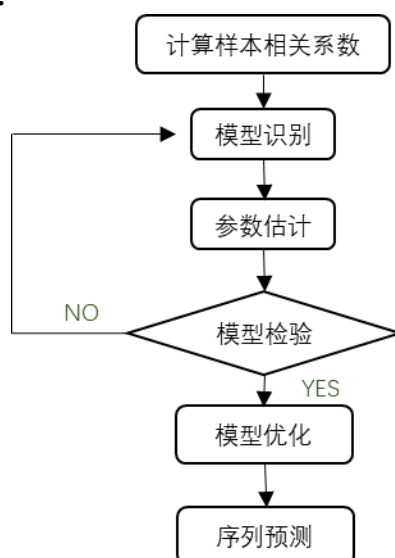 计算样本相关系数
模型识别
参数估计
NO
模型检验
YES
模型优化
序列预测